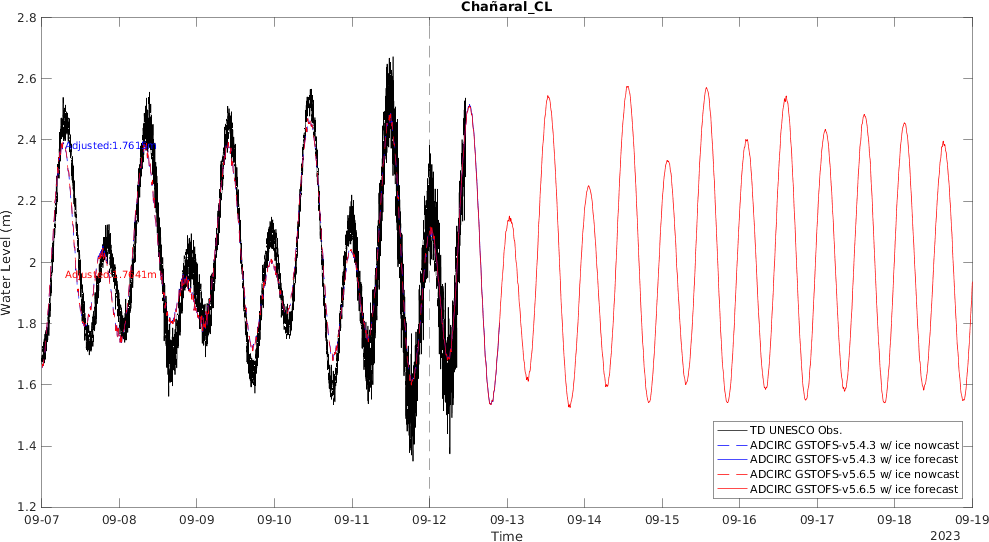 Chañaral_CL
2.8
2.6
2.4
2.2
2
1.8
1.6
1.4
1.2
Water Level (m)
Adjusted:1.761
TD UNESCO Obs.
ADCIRC GSTOFS-v5.4.3 w/ ice nowcast
ADCIRC GSTOFS-v5.4.3 w/ ice forecast
ADCIRC GSTOFS-v5.6.5 w/ ice nowcast
ADCIRC GSTOFS-v5.6.5 w/ ice forecast
09-07 09-08 09-09 09-10 09-11 09-12 09-13 09-14 09-15 09-16 09-17 09-18 09-19
Time
2023